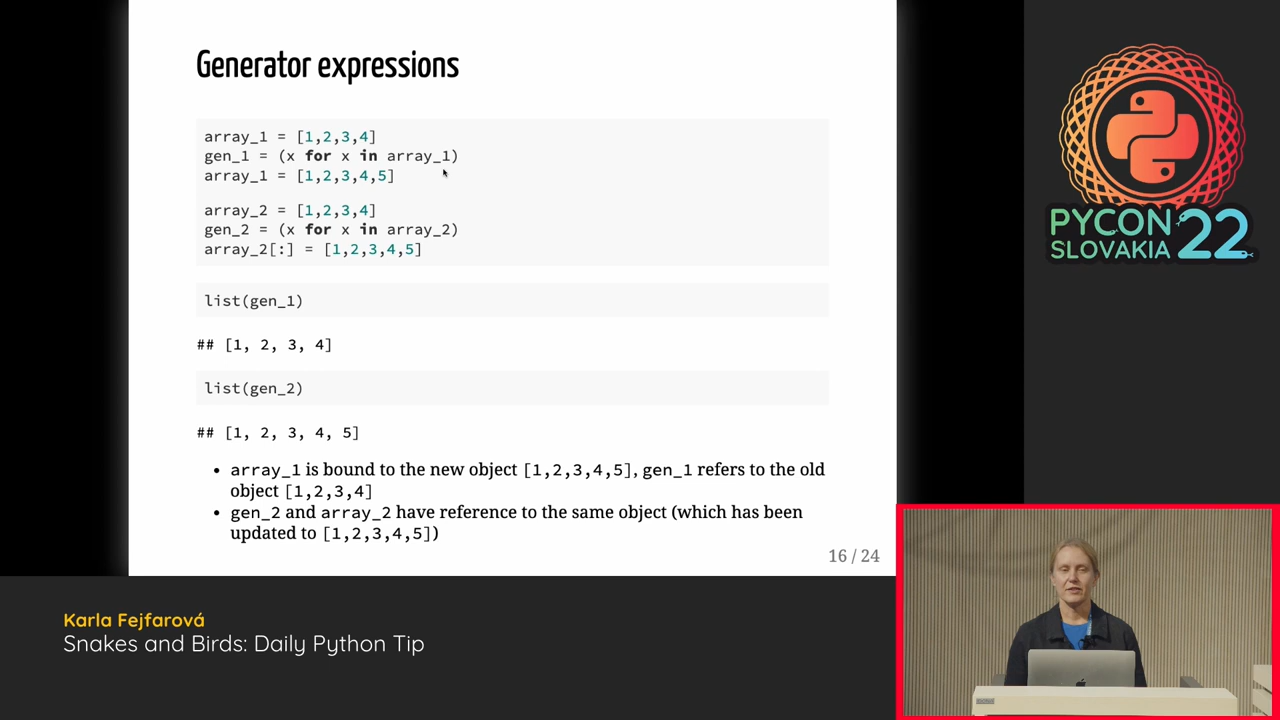 Generator expressions
array_1 = [1,2,3,4]
gen_1 = (x for x in array_1)
array_1 = [1,2,3,4,5]
array_2 = [1,2,3,4]
gen_2 = (x for x in array_2)
array_2[:] = [1,2,3,4,5]
list(gen_1)
## [1, 2, 3, 4]
list(gen_2)
## [1, 2, 3, 4, 5]
• array_1 is bound to the new object [1,2,3,4,5], gen_1 refers to the old
object [1,2,3,4]
• gen_2 and array_2 have reference to the same object (which has been
updated to [1,2,3,4,5])
16 / 24
PYCON
SLOVAKIA
22
Karla Fejfarová
Snakes and Birds: Daily Python Tip